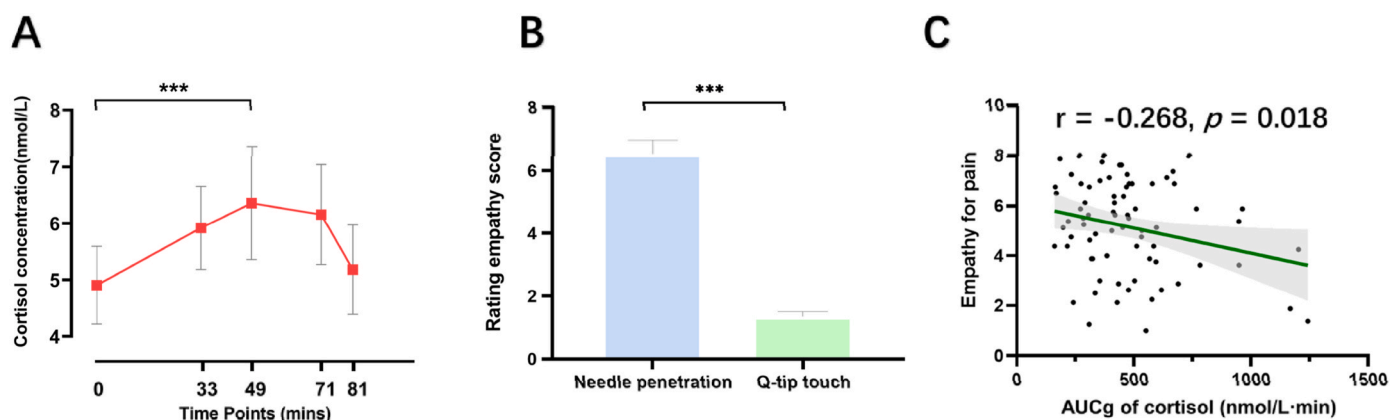 A
Cortisol concentration(nmol/L)
8
7
6
5
4
***
0 33 49 71 81
Time Points (mins)
B
Rating empathy score
8
6
4
2
0
***
Needle penetration Q-tip touch
C
Empathy for pain
10
8
6
4
2
0
r = -0.268, p = 0.018
0 500 1000 1500
AUCg of cortisol (nmol/L·min)